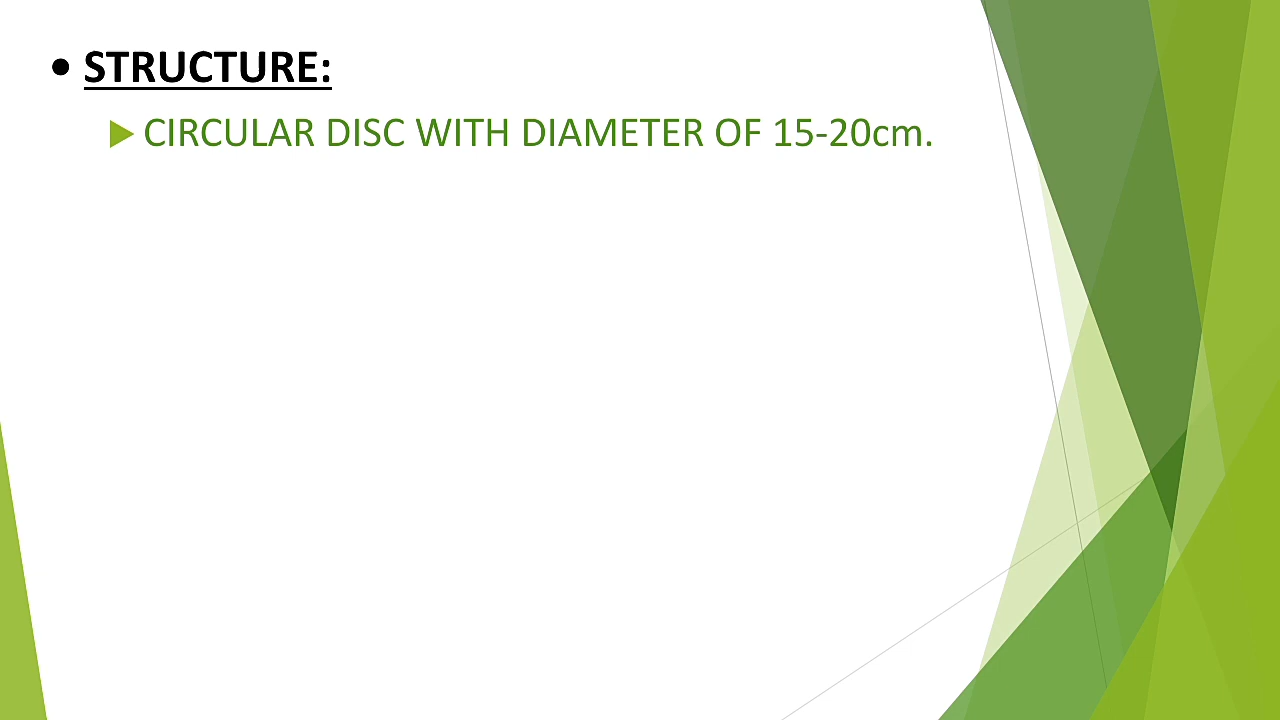 • STRUCTURE:
CIRCULAR DISC WITH DIAMETER OF 15-20cm.